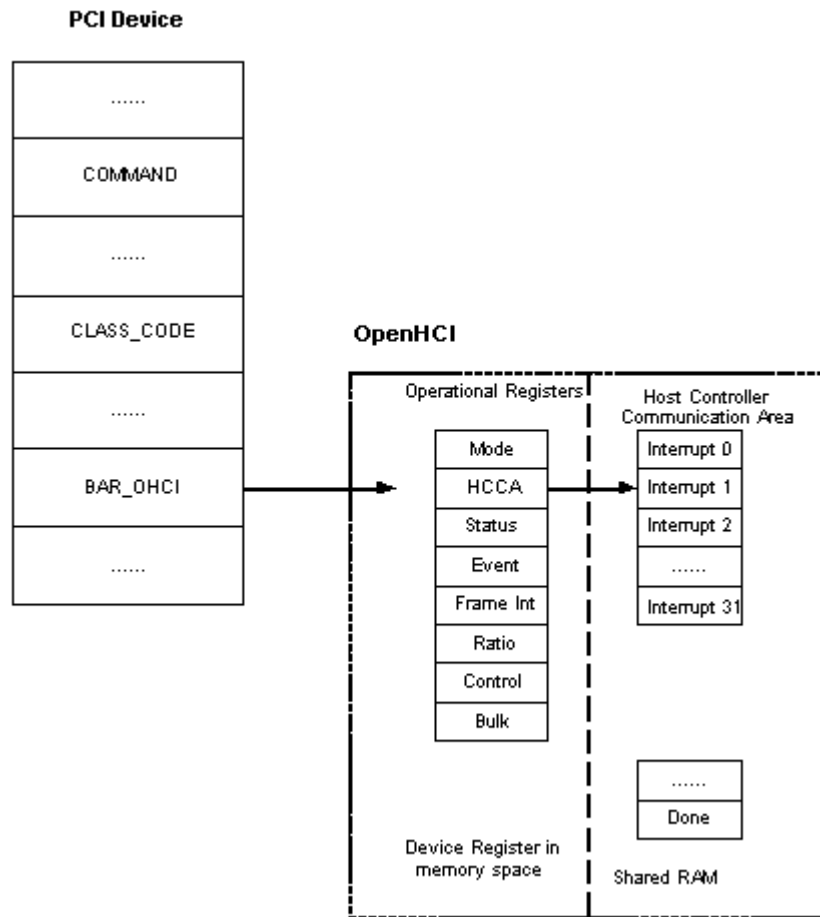 PCI Device
......
COMMAND
......
CLASS_CODE
......
BAR_OHCI
......
OpenHCI
Operational Registers
Mode
HCCA
Status
Event
Frame Int
Ratio
Control
Bulk
Device Register in
memory space
Host Controller
Communication Area
Interrupt 0
Interrupt 1
Interrupt 2
......
Interrupt 31
......
Done
Shared RAM